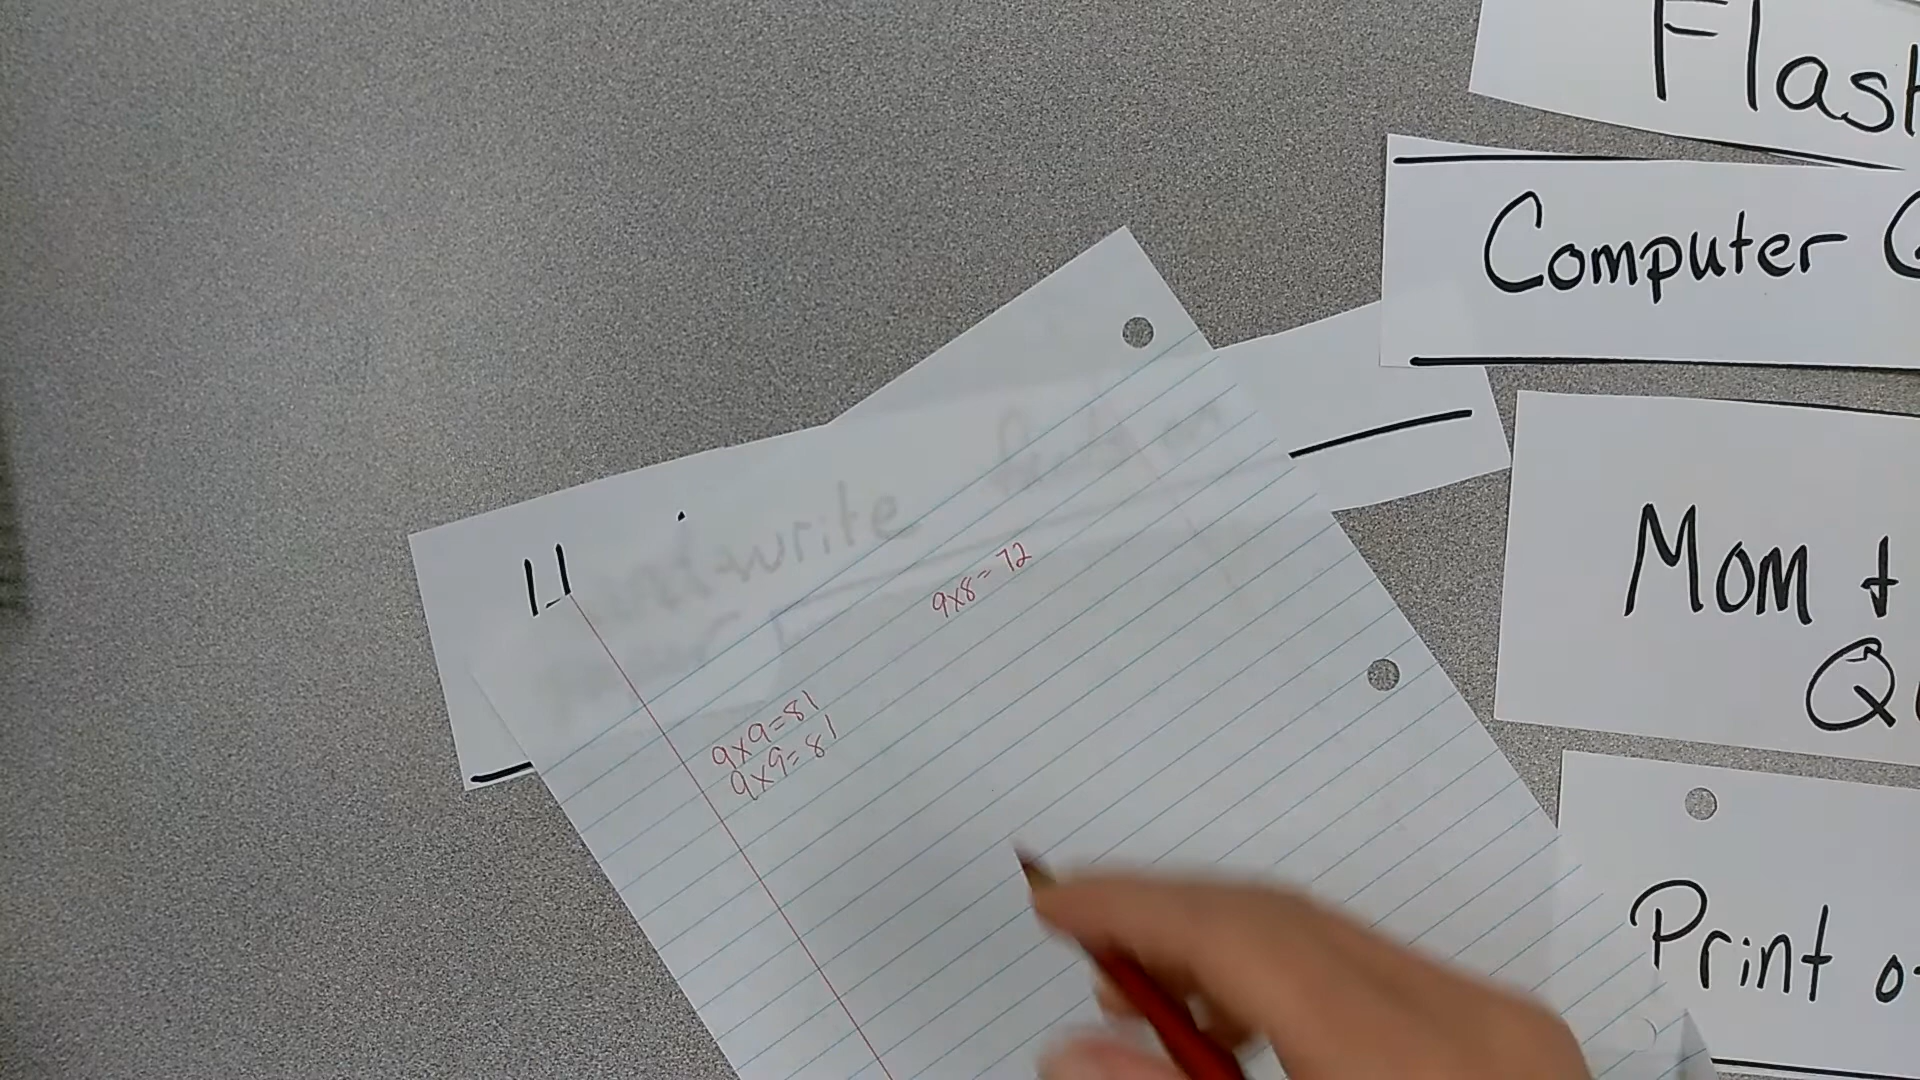 Flash
Computer
Mom +
Print
write
9x8=72
9x9=81
9x9=81